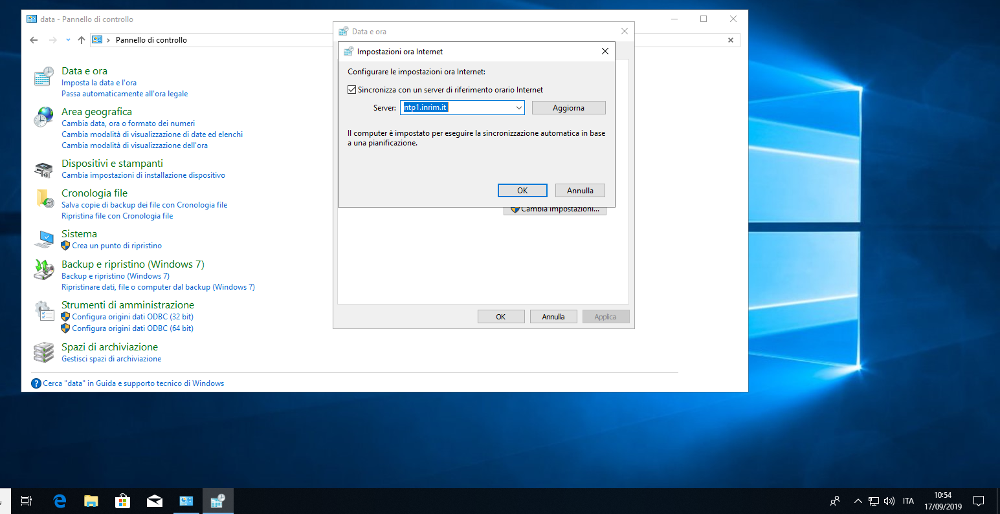 data - Pannello di controllo
Pannello di controllo
Data e ora
Imposta la data e l'ora
Passa automaticamente all'ora legale
Area geografica
Cambia data, ora o formato dei numeri
Cambia modalità di visualizzazione di date ed elenchi
Cambia modalità di visualizzazione dell'ora
Dispositivi e stampanti
Cambia impostazioni di installazione dispositivo
Cronologia file
Salva copie di backup dei file con Cronologia file
Ripristina file con Cronologia file
Sistema
Crea un punto di ripristino
Backup e ripristino (Windows 7)
Backup e ripristino (Windows 7)
Ripristinare dati, file o computer dal backup (Windows 7)
Strumenti di amministrazione
Configura origini dati ODBC (32 bit)
Configura origini dati ODBC (64 bit)
Spazi di archiviazione
Gestisci spazi di archiviazione
Cerca "data" in Guida e supporto tecnico di Windows
Data e ora
Impostazioni ora Internet
Configurare le impostazioni ora Internet:
Sincronizza con un server di riferimento orario Internet
Server: ntp1.inrim.it Aggiorna
Il computer è impostato per eseguire la sincronizzazione automatica in base
a una pianificazione.
OK Annulla
Cambia impostazioni...
OK Annulla Applica
ITA
10:54
17/09/2019